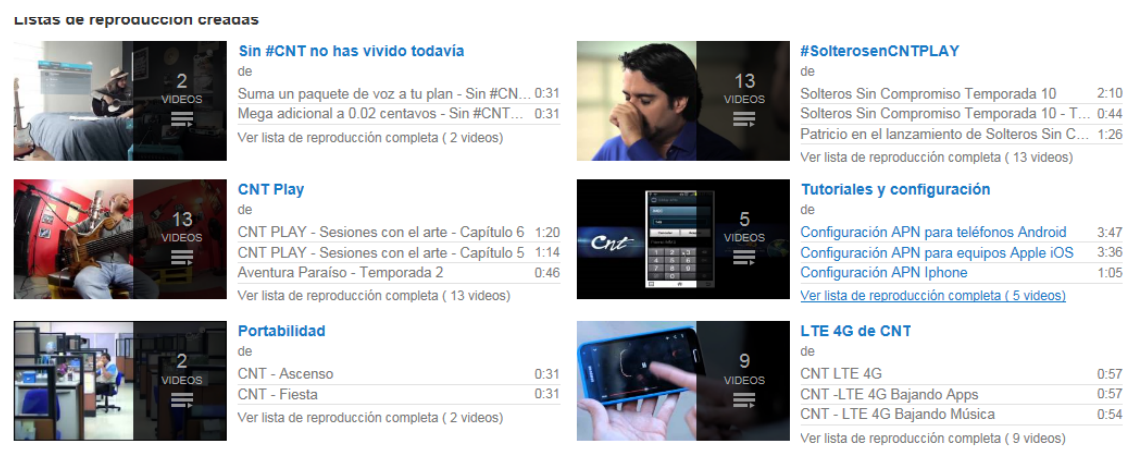 Listas de reproducción creadas
2
VIDEOS
Sin #CNT no has vivido todavía
de
Suma un paquete de voz a tu plan - Sin #CN... 0:31
Mega adicional a 0.02 centavos - Sin #CNT... 0:31
Ver lista de reproducción completa ( 2 videos)
13
VIDEOS
#SolterosenCNTPLAY
de
Solteros Sin Compromiso Temporada 10 2:10
Solteros Sin Compromiso Temporada 10 - T... 0:44
Patricio en el lanzamiento de Solteros Sin C... 1:26
Ver lista de reproducción completa ( 13 videos)
13
VIDEOS
CNT Play
de
CNT PLAY - Sesiones con el arte - Capítulo 6 1:20
CNT PLAY - Sesiones con el arte - Capítulo 5 1:14
Aventura Paraíso - Temporada 2 0:46
Ver lista de reproducción completa ( 13 videos)
Cnt
5
VIDEOS
Tutoriales y configuración
de
Configuración APN para teléfonos Android 3:47
Configuración APN para equipos Apple iOS 3:36
Configuración APN Iphone 1:05
Ver lista de reproducción completa ( 5 videos)
2
VIDEOS
Portabilidad
de
CNT - Ascenso 0:31
CNT - Fiesta 0:31
Ver lista de reproducción completa ( 2 videos)
9
VIDEOS
LTE 4G de CNT
de
CNT LTE 4G 0:57
CNT -LTE 4G Bajando Apps 0:57
CNT - LTE 4G Bajando Música 0:54
Ver lista de reproducción completa ( 9 videos)